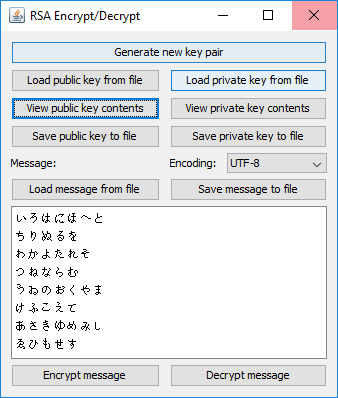 RSA Encrypt/Decrypt
Generate new key pair
Load public key from file Load private key from file
View public key contents View private key contents
Save public key to file Save private key to file
Message: Encoding: UTF-8
Load message from file Save message to file
いろはにほへと
ちりぬるを
わかよたれそ
つねならむ
うゐのおくやま
けふこえて
あさきゆめみし
ゑひもせす
Encrypt message Decrypt message